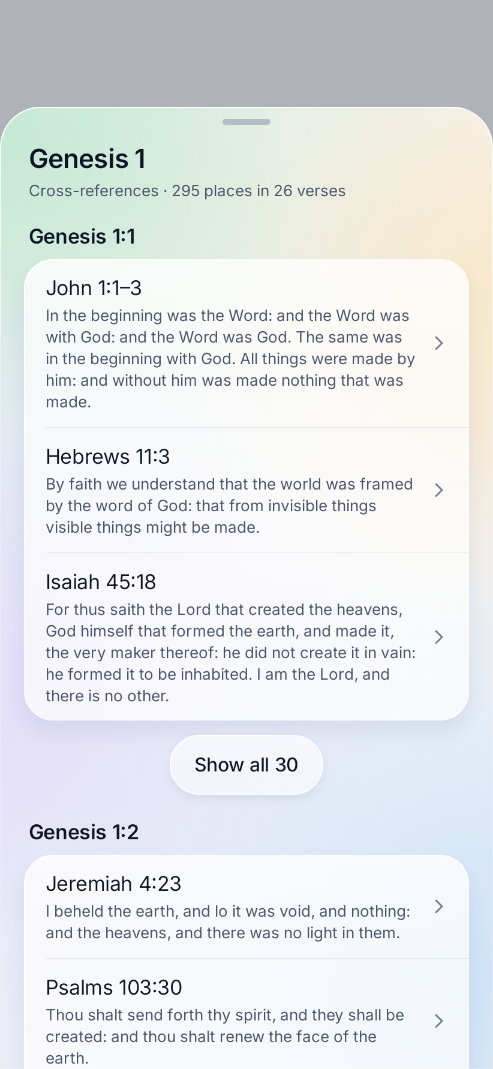 Genesis 1
Cross-references · 295 places in 26 verses
Genesis 1:1
John 1:1–3
In the beginning was the Word: and the Word was
with God: and the Word was God. The same was
in the beginning with God. All things were made by
him: and without him was made nothing that was
made.
Hebrews 11:3
By faith we understand that the world was framed
by the word of God: that from invisible things
visible things might be made.
Isaiah 45:18
For thus saith the Lord that created the heavens,
God himself that formed the earth, and made it,
the very maker thereof: he did not create it in vain:
he formed it to be inhabited. I am the Lord, and
there is no other.
Show all 30
Genesis 1:2
Jeremiah 4:23
I beheld the earth, and lo it was void, and nothing:
and the heavens, and there was no light in them.
Psalms 103:30
Thou shalt send forth thy spirit, and they shall be
created: and thou shalt renew the face of the
earth.